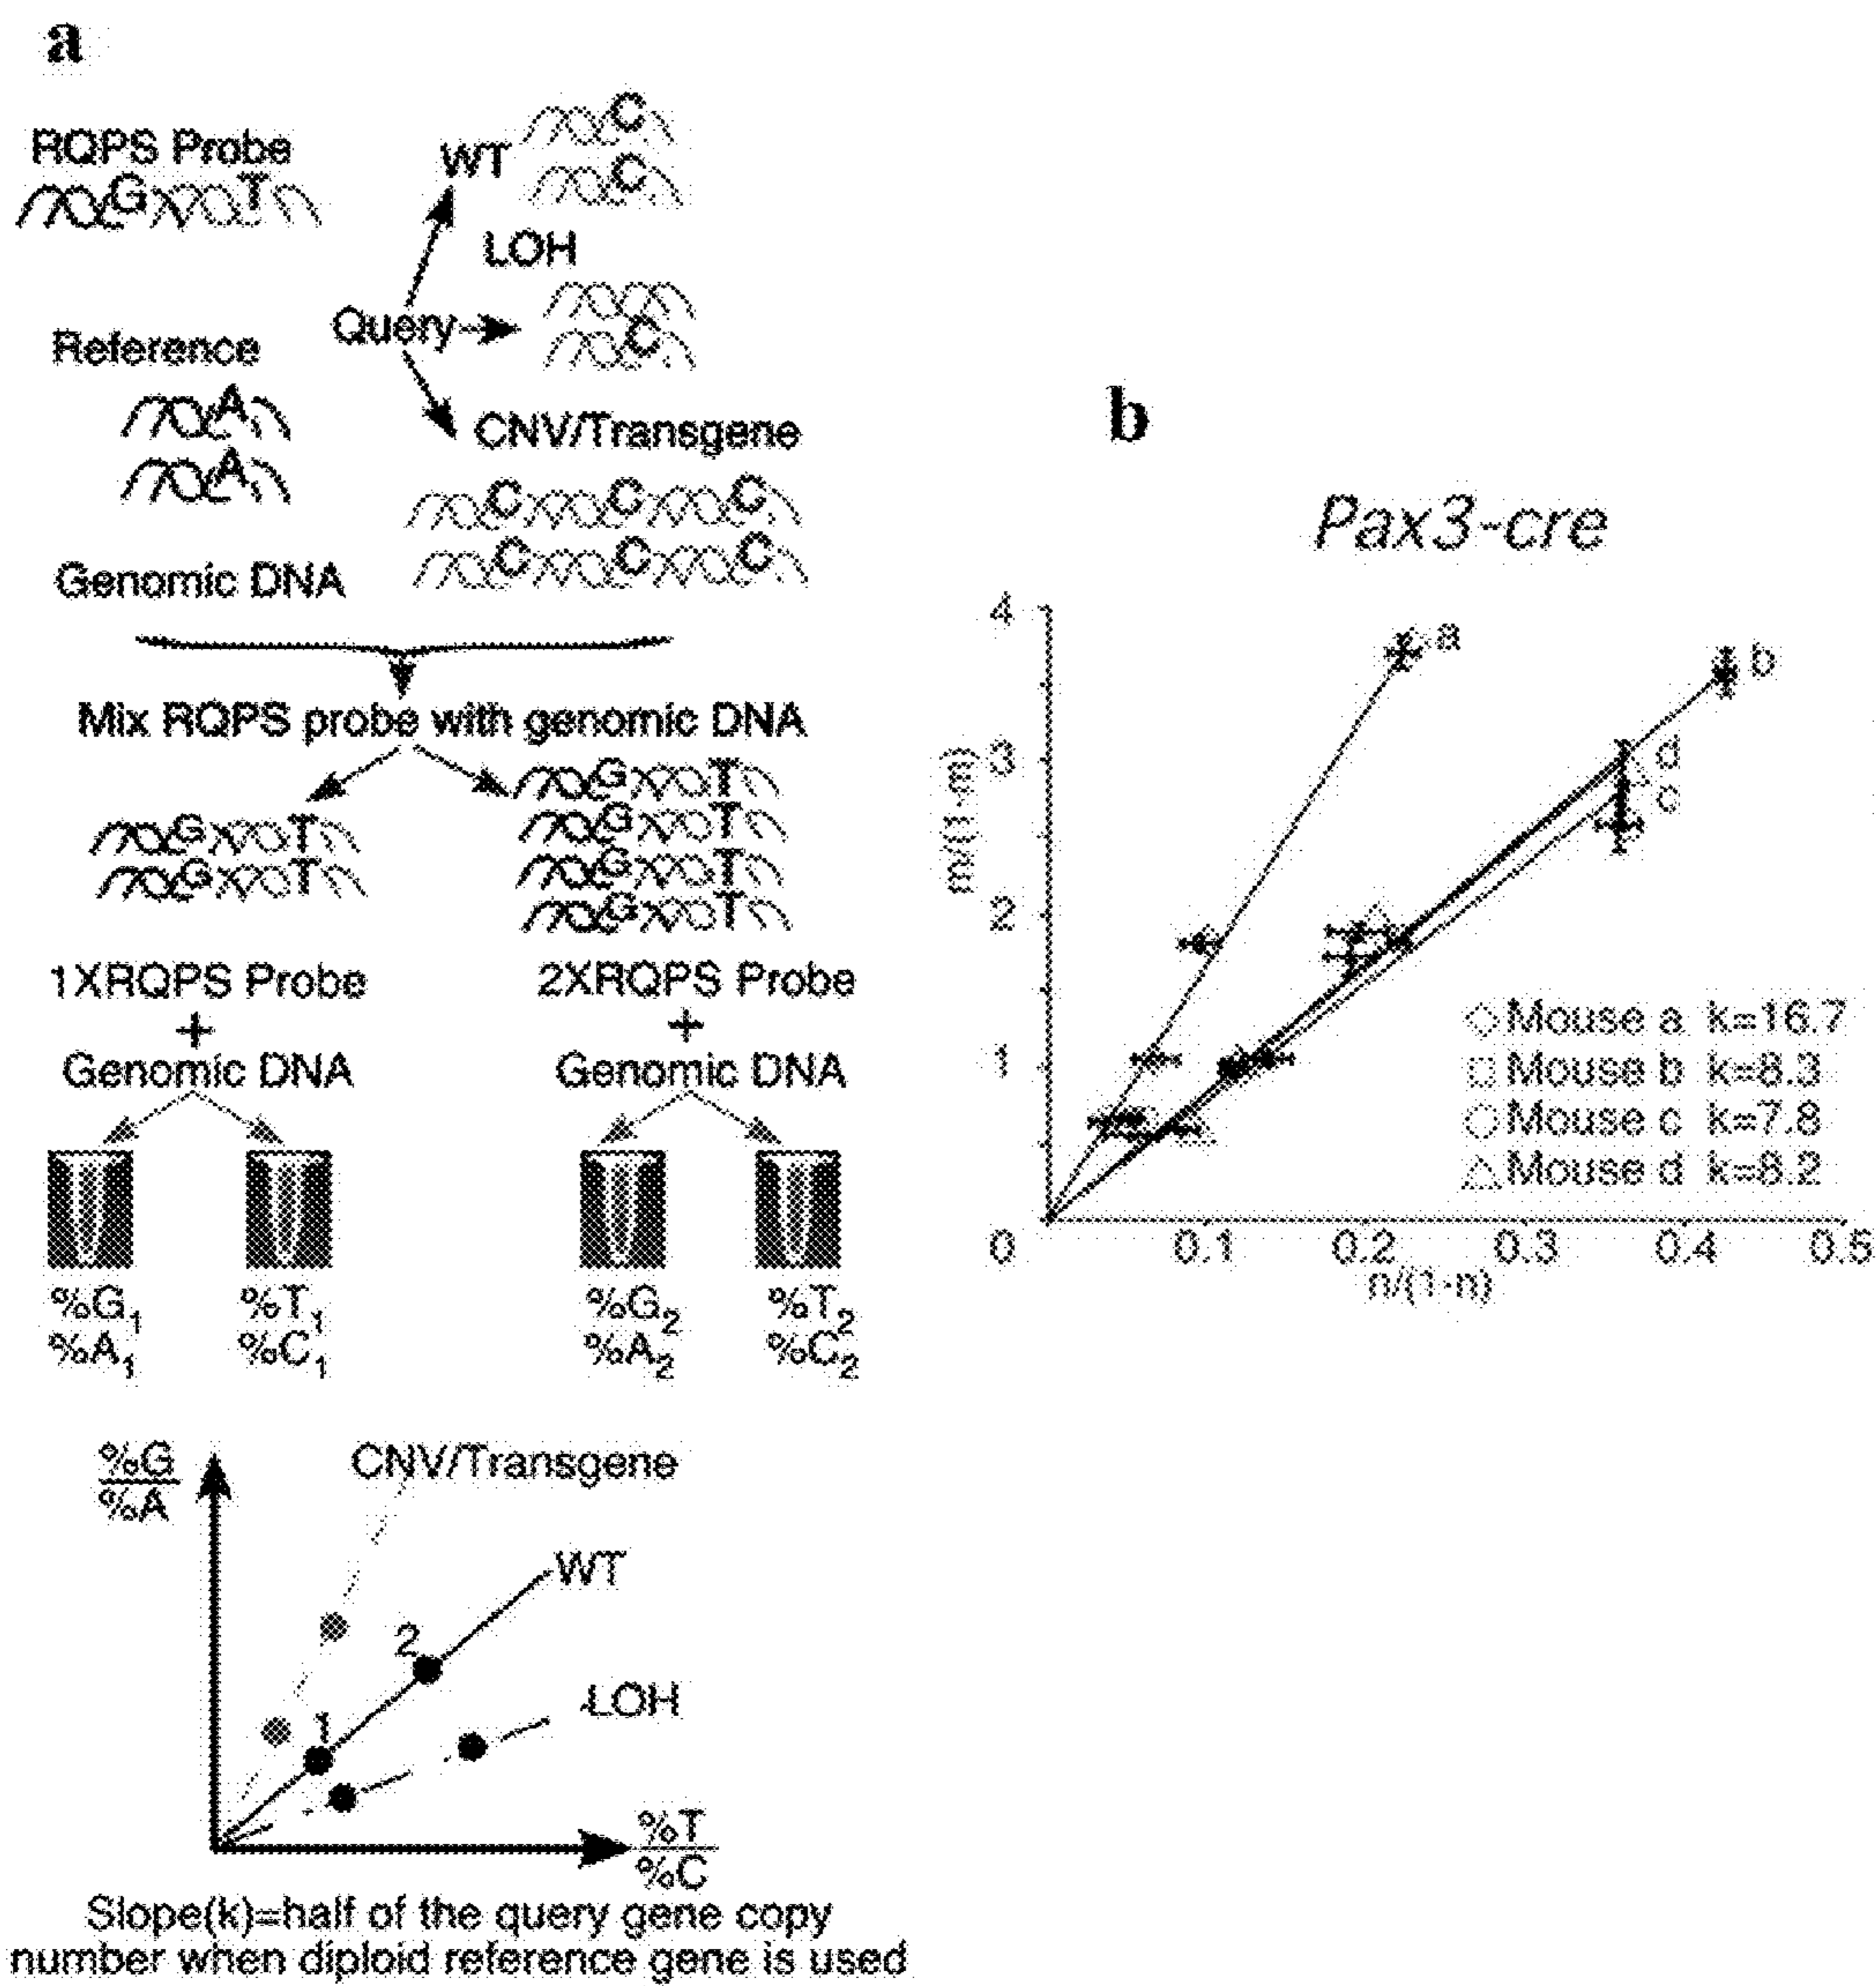 a
RQPS Probe
G T
WT
C
C
LOH
Query
C
Reference
A
A
CNV/Transgene
C C C
C C C
Genomic DNA
Mix RQPS probe with genomic DNA
G T
G T
G T
G T
G T
G T
1XRQPS Probe
+
Genomic DNA
2XRQPS Probe
+
Genomic DNA
%G1
%A1
%T1
%C1
%G2
%A2
%T2
%C2
%G
%A
CNV/Transgene
WT
2
1
LOH
%T
%C
Slope(k)=half of the query gene copy
number when diploid reference gene is used
b
Pax3-cre
4
3
2
1
0
m/(1-m)
a
b
d
c
Mouse a k=16.7
Mouse b k=8.3
Mouse c k=7.8
Mouse d k=8.2
0.1 0.2 0.3 0.4 0.5
n/(1-n)